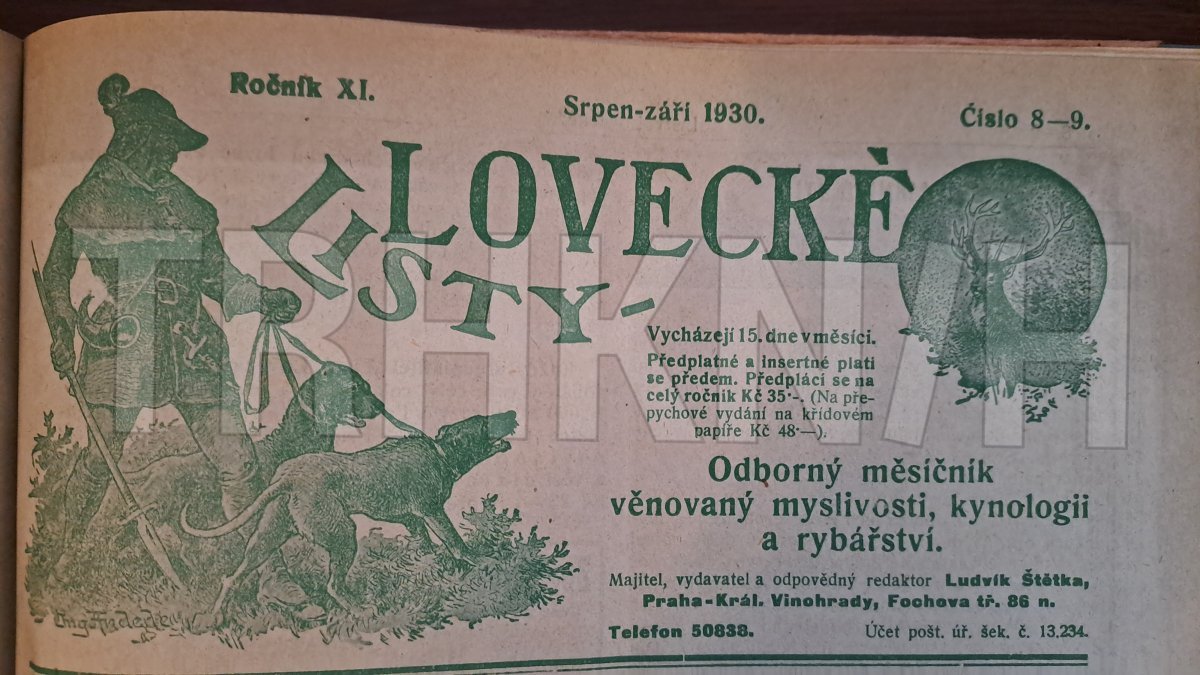 Ročník XI.
Srpen-září 1930.
Číslo 8—9.
LOVECKÉ
LISTY-
Vycházejí 15. dne v měsíci.
Předplatné a insertné platí
se předem. Předplácí se na
celý ročník Kč 35·-. (Na pře-
pychové vydání na křídovém
papíře Kč 48·—).
Odborný měsíčník
věnovaný myslivosti, kynologii
a rybářství.
Majitel, vydavatel a odpovědný redaktor Ludvík Štětka,
Praha-Král. Vinohrady, Fochova tř. 86 n.
Telefon 50838.
Účet pošt. úř. šek. č. 13.234.
TRHKNIH